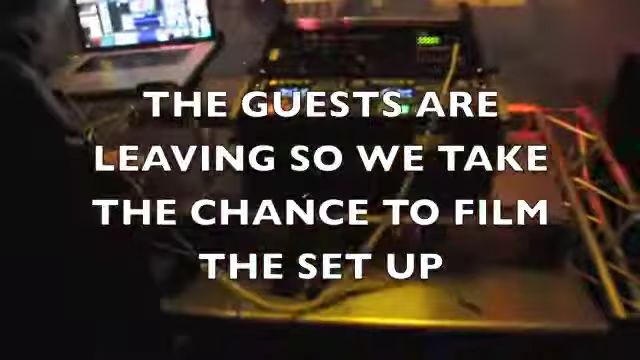 THE GUESTS ARE
LEAVING SO WE TAKE
THE CHANCE TO FILM
THE SET UP